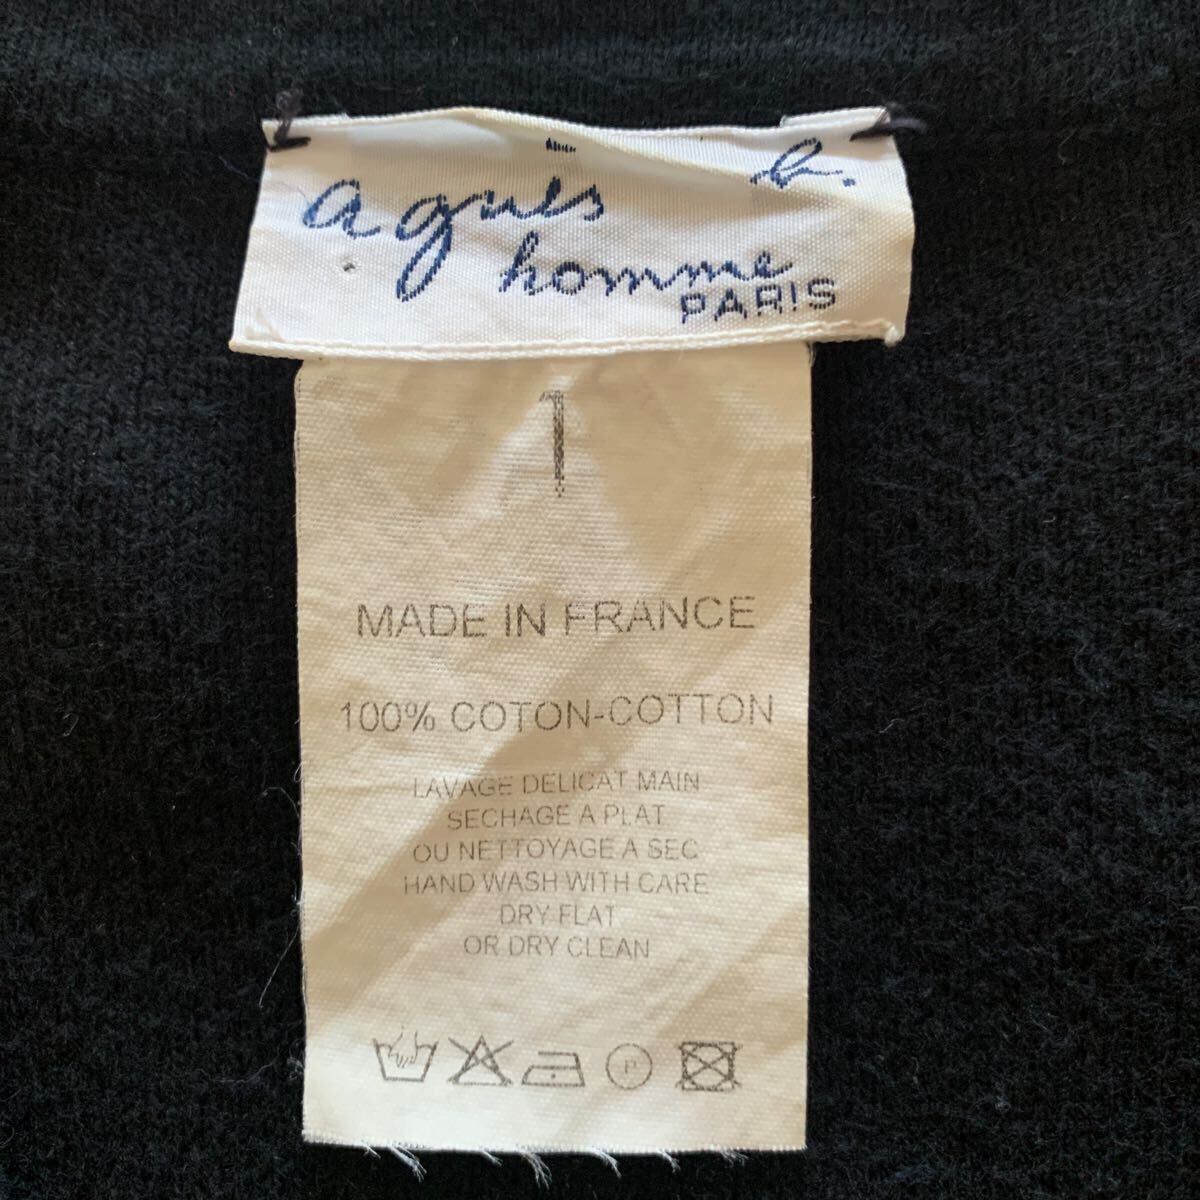 agnès b.
homme
PARIS
1
MADE IN FRANCE
100% COTON-COTTON
LAVAGE DELICAT MAIN
SECHAGE A PLAT
OU NETTOYAGE A SEC
HAND WASH WITH CARE
DRY FLAT
OR DRY CLEAN
P